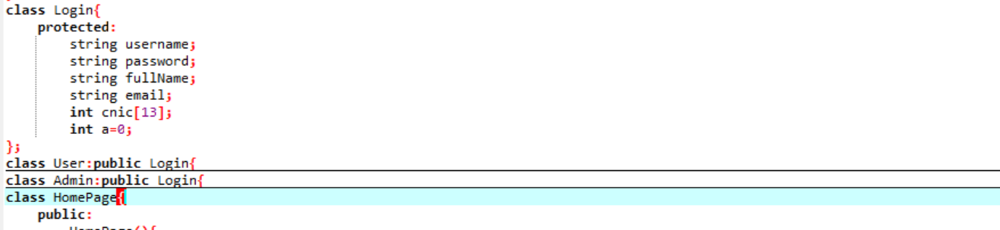 class Login{
protected:
string username;
string password;
string fullName;
string email;
int cnic[13];
int a=0;
};
class User:public Login{
class Admin:public Login{
class HomePage{
public:
HomePage(){